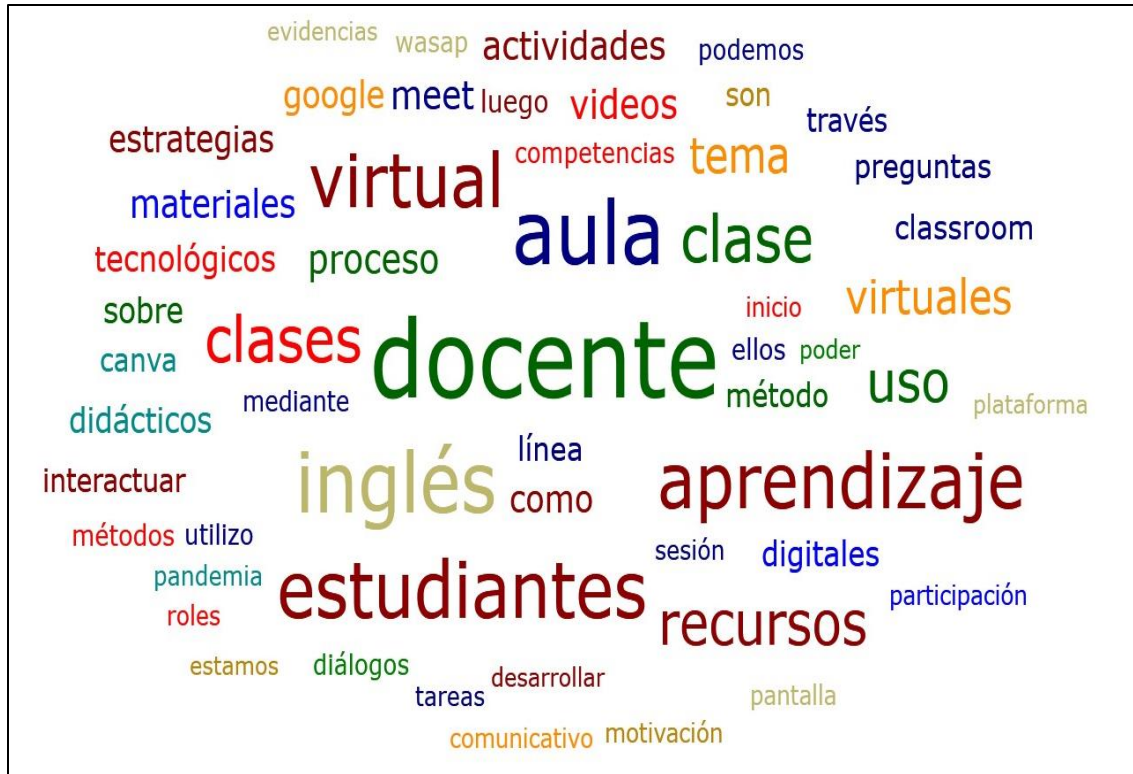 evidencias wasap actividades podemos
google meet luego videos son
través
estrategias virtual competencias tema preguntas
materiales aula clase classroom
tecnológicos proceso
sobre clases inicio virtuales
canva docente ellos poder
didácticos mediante método uso plataforma
interactuar inglés línea como aprendizaje
métodos utilizo sesión digitales
pandemia estudiantes participación
roles recursos
estamos diálogos desarrollar
tareas pantalla
comunicativo motivación